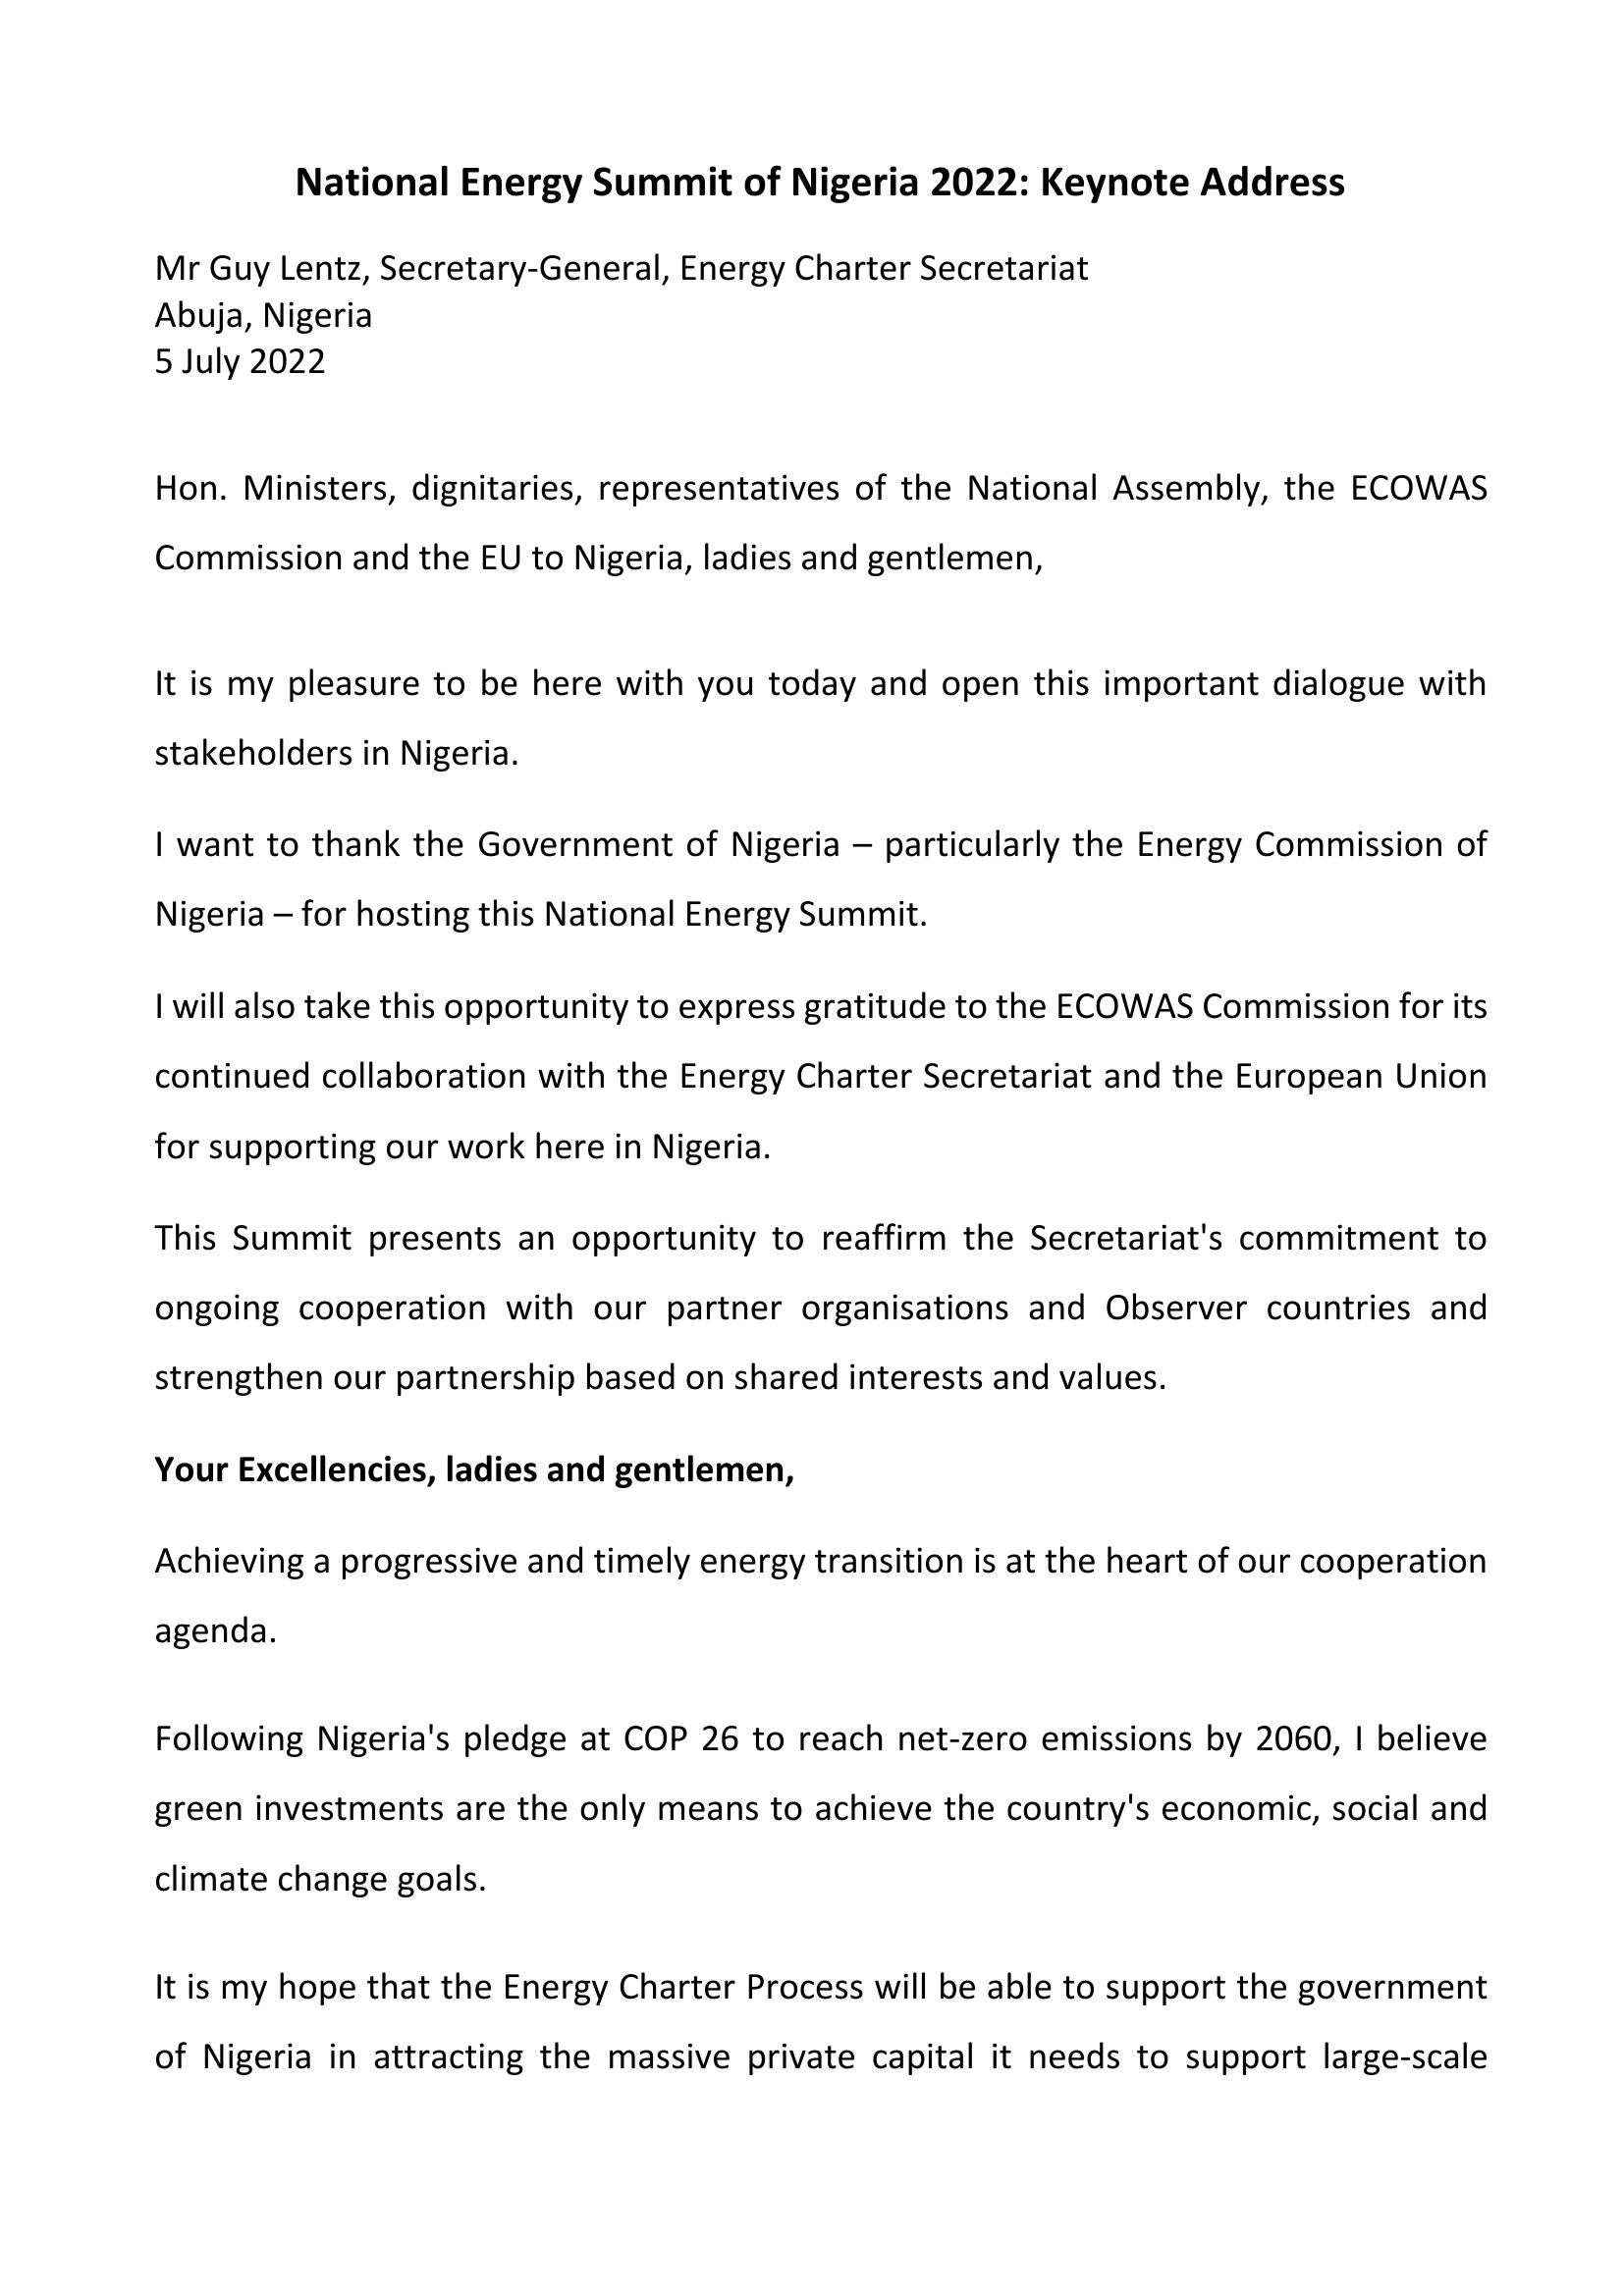 National Energy Summit of Nigeria 2022: Keynote Address
Mr Guy Lentz, Secretary-General, Energy Charter Secretariat
Abuja, Nigeria
5 July 2022
Hon. Ministers, dignitaries, representatives of the National Assembly, the ECOWAS
Commission and the EU to Nigeria, ladies and gentlemen,
It is my pleasure to be here with you today and open this important dialogue with
stakeholders in Nigeria.
I want to thank the Government of Nigeria – particularly the Energy Commission of
Nigeria – for hosting this National Energy Summit.
I will also take this opportunity to express gratitude to the ECOWAS Commission for its
continued collaboration with the Energy Charter Secretariat and the European Union
for supporting our work here in Nigeria.
This Summit presents an opportunity to reaffirm the Secretariat's commitment to
ongoing cooperation with our partner organisations and Observer countries and
strengthen our partnership based on shared interests and values.
Your Excellencies, ladies and gentlemen,
Achieving a progressive and timely energy transition is at the heart of our cooperation
agenda.
Following Nigeria's pledge at COP 26 to reach net-zero emissions by 2060, I believe
green investments are the only means to achieve the country's economic, social and
climate change goals.
It is my hope that the Energy Charter Process will be able to support the government
of Nigeria in attracting the massive private capital it needs to support large-scale